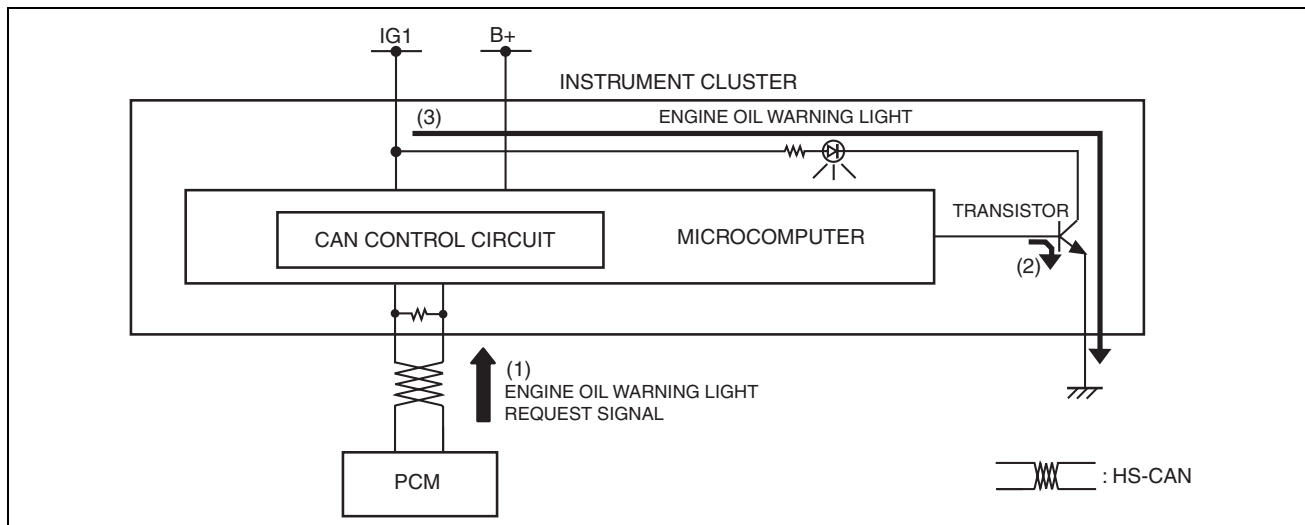 IG1
B+
INSTRUMENT CLUSTER
(3)
ENGINE OIL WARNING LIGHT
TRANSISTOR
CAN CONTROL CIRCUIT
MICROCOMPUTER
(2)
(1)
ENGINE OIL WARNING LIGHT
REQUEST SIGNAL
PCM
: HS-CAN